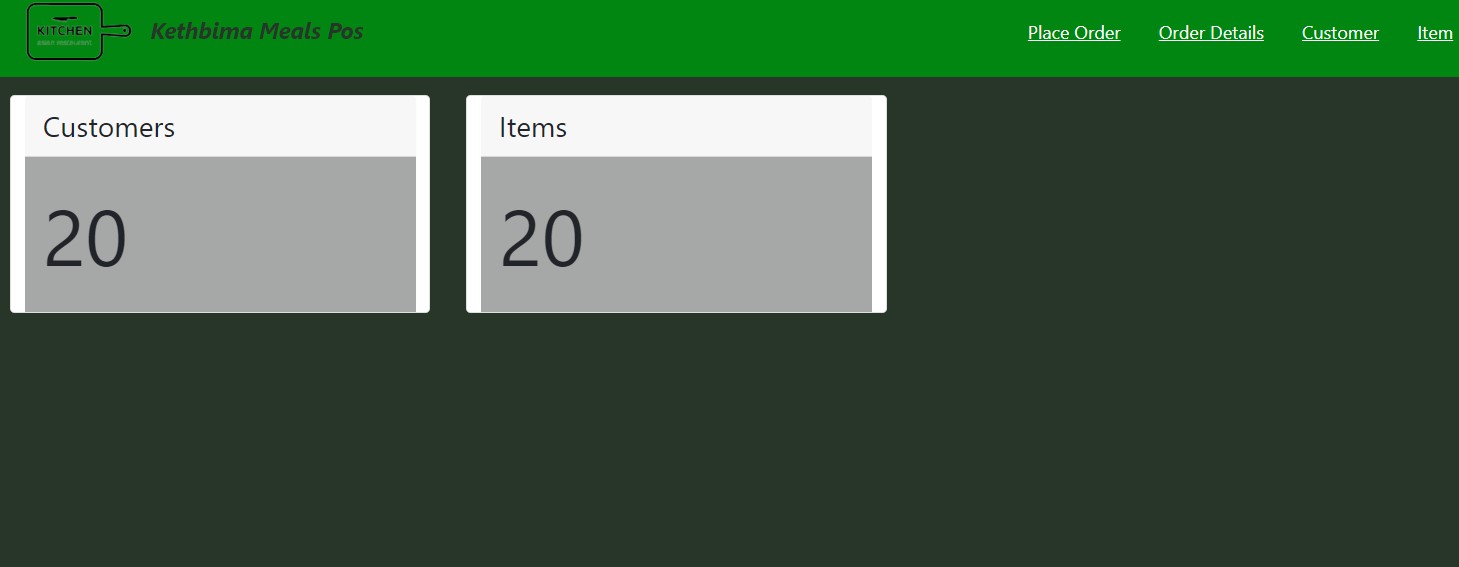 KITCHEN
Kethbima Meals Pos
Place Order
Order Details
Customer
Item
Customers
Items
20
20